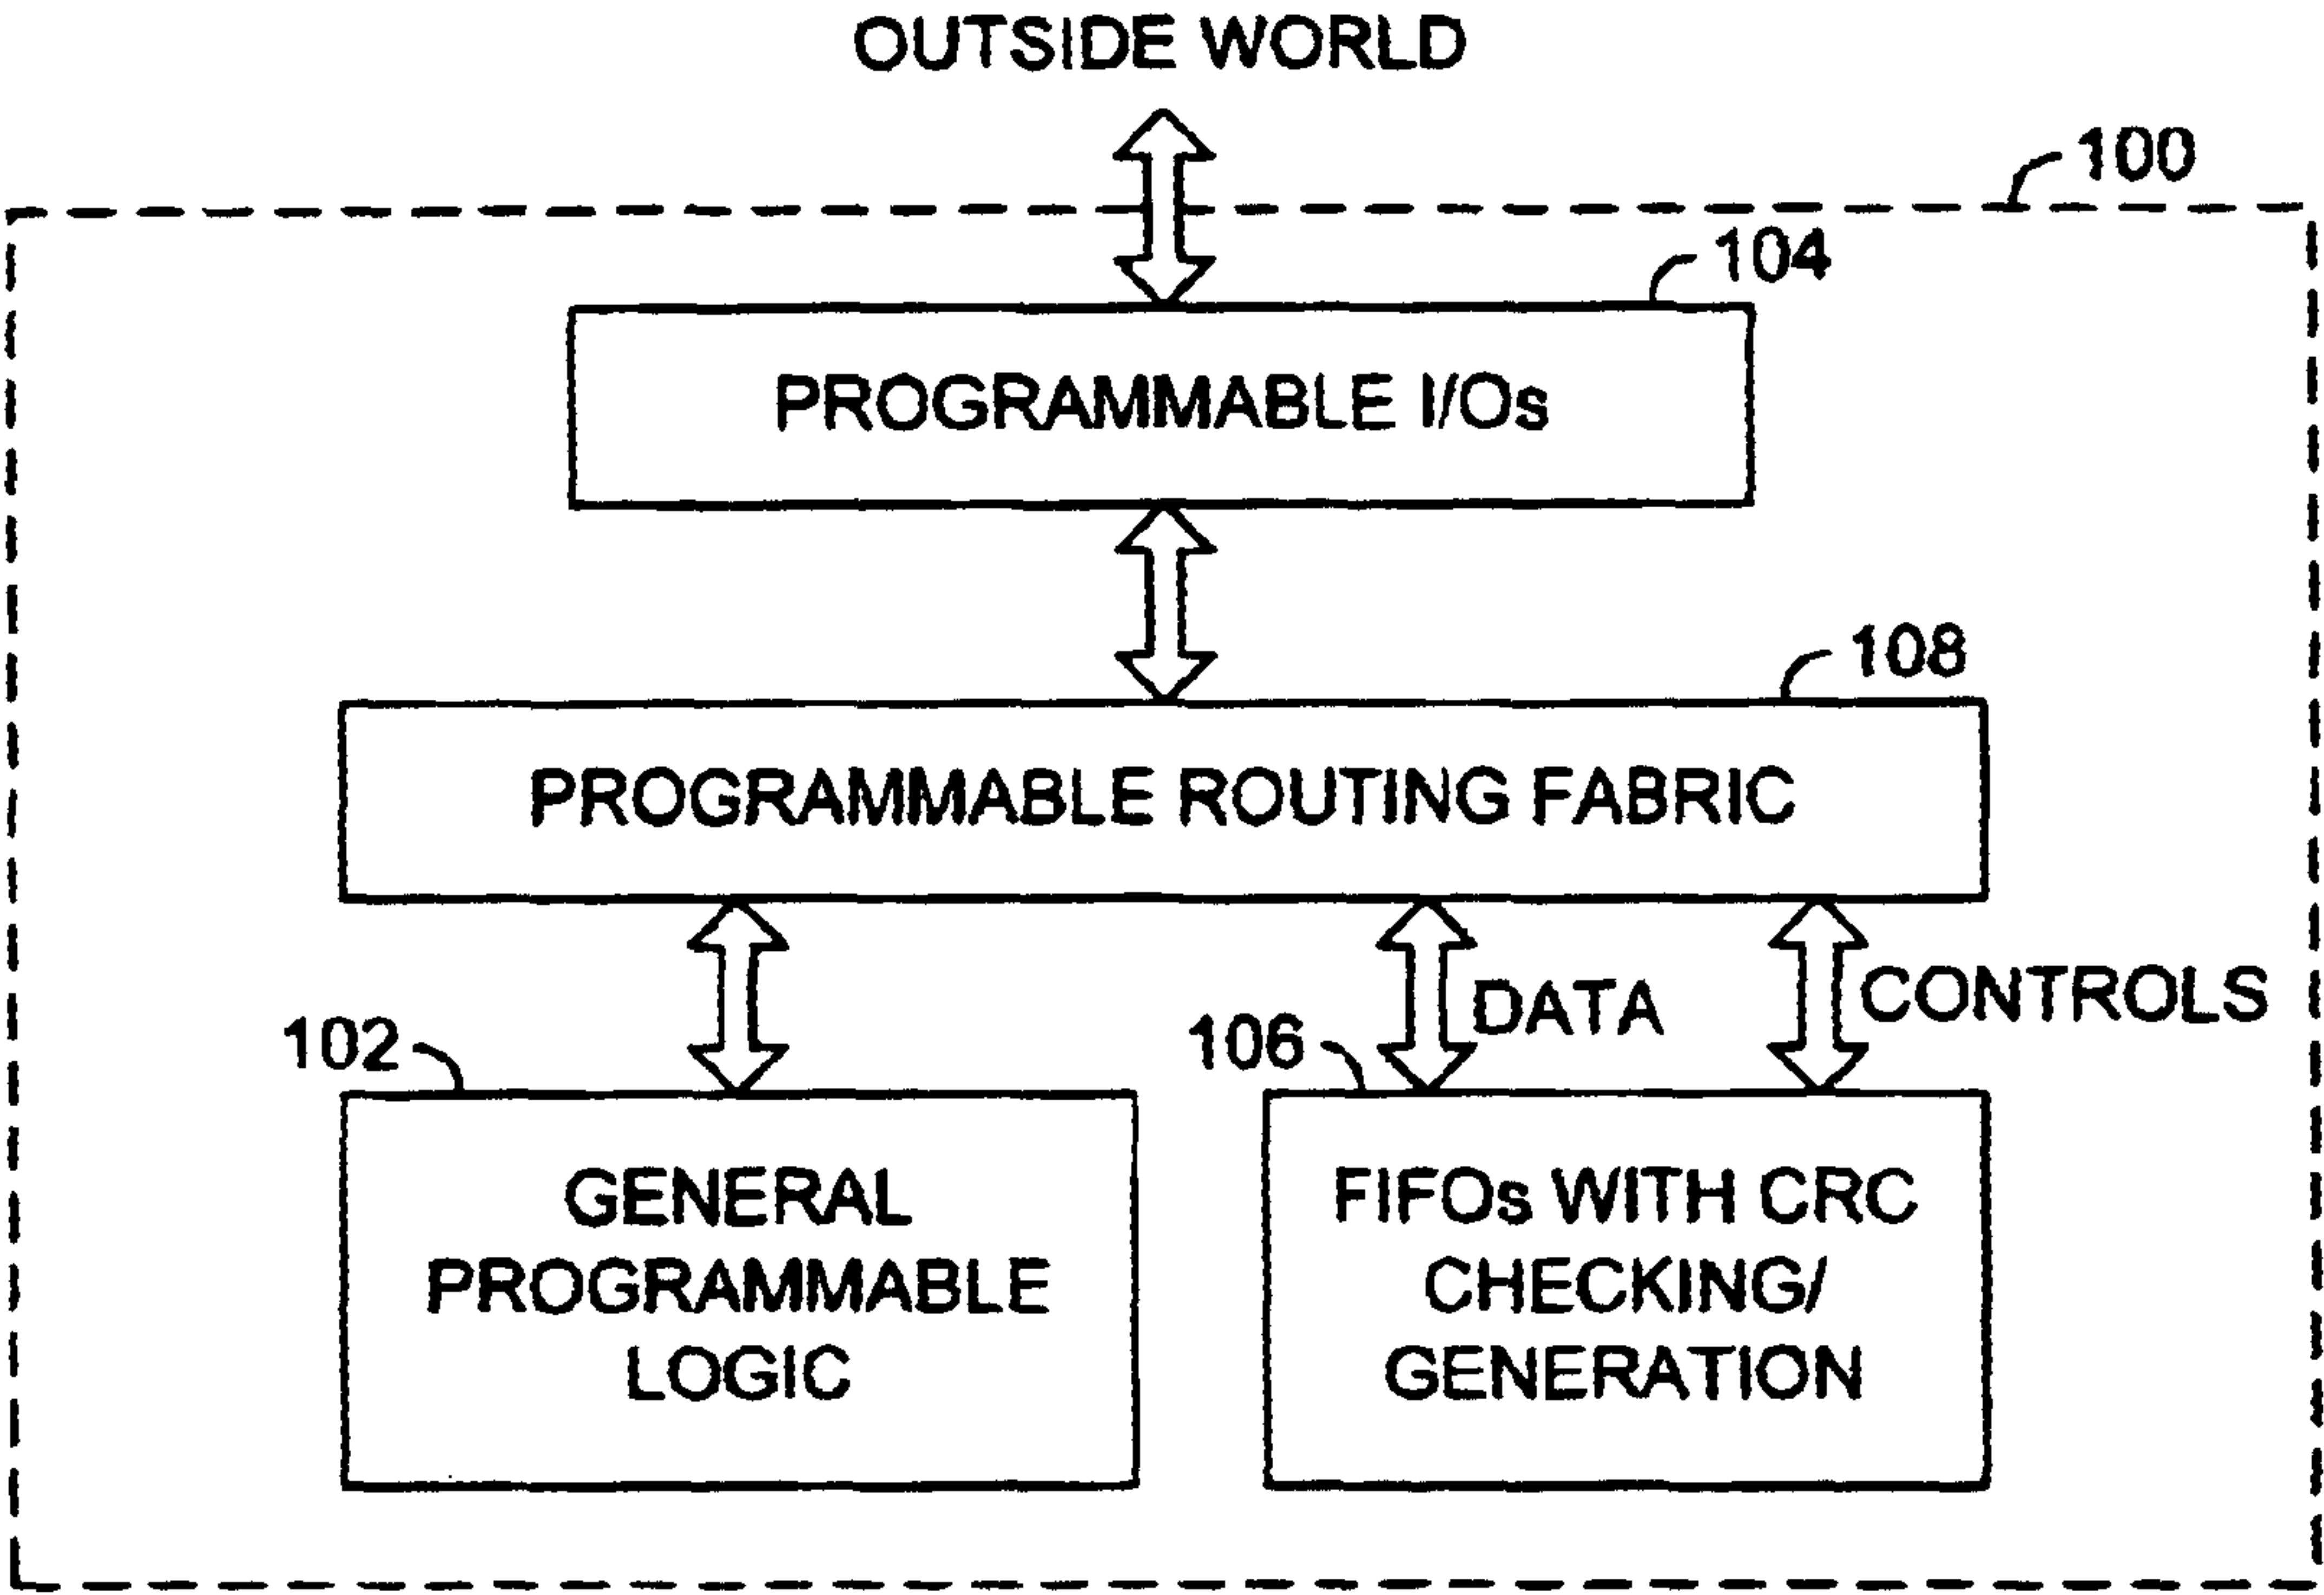 OUTSIDE WORLD
100
104
PROGRAMMABLE I/Os
108
PROGRAMMABLE ROUTING FABRIC
102
106
DATA
CONTROLS
GENERAL
PROGRAMMABLE
LOGIC
FIFOs WITH CRC
CHECKING/
GENERATION